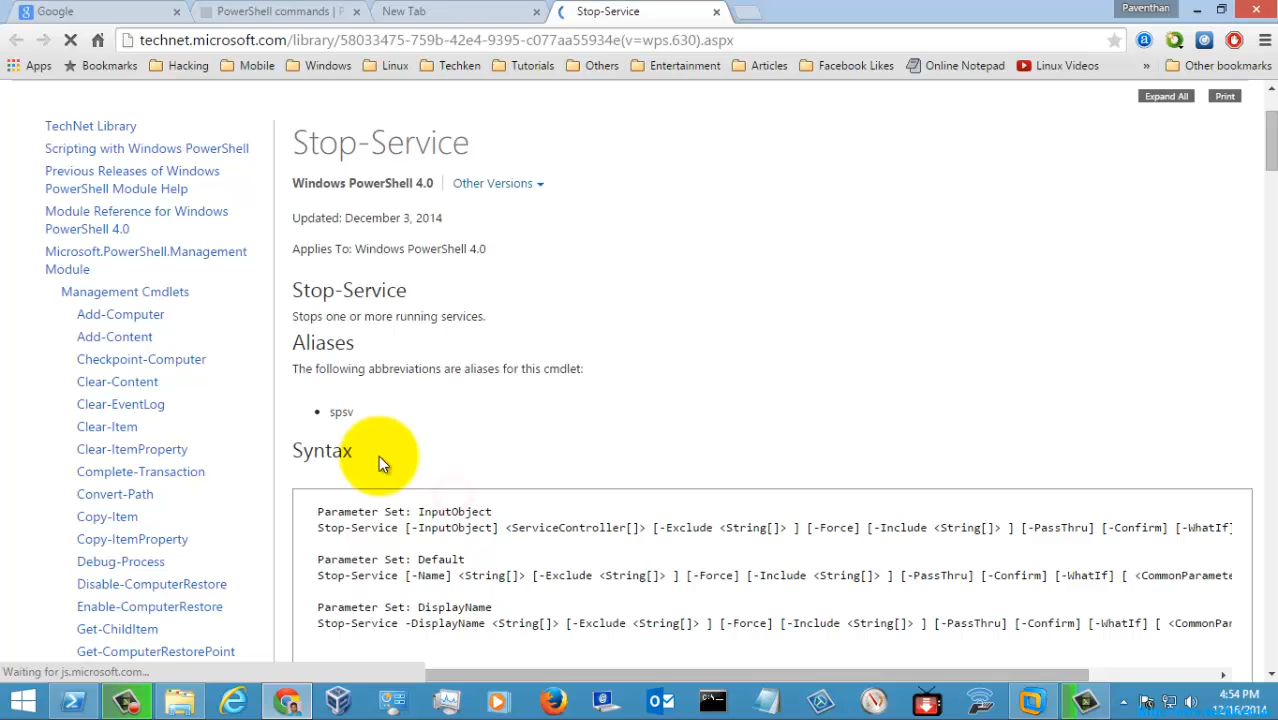 Google
PowerShell commands | P
New Tab
Stop-Service
Paventhan
technet.microsoft.com/library/58033475-759b-42e4-9395-c077aa55934e(v=wps.630).aspx
Apps
Bookmarks
Hacking
Mobile
Windows
Linux
Techken
Tutorials
Others
Entertainment
Articles
Facebook Likes
Online Notepad
Linux Videos
»
Other bookmarks
Expand All
Print
TechNet Library
Scripting with Windows PowerShell
Previous Releases of Windows
PowerShell Module Help
Module Reference for Windows
PowerShell 4.0
Microsoft.PowerShell.Management
Module
Management Cmdlets
Add-Computer
Add-Content
Checkpoint-Computer
Clear-Content
Clear-EventLog
Clear-Item
Clear-ItemProperty
Complete-Transaction
Convert-Path
Copy-Item
Copy-ItemProperty
Debug-Process
Disable-ComputerRestore
Enable-ComputerRestore
Get-ChildItem
Get-ComputerRestorePoint
Stop-Service
Windows PowerShell 4.0
Other Versions
Updated: December 3, 2014
Applies To: Windows PowerShell 4.0
Stop-Service
Stops one or more running services.
Aliases
The following abbreviations are aliases for this cmdlet:
• spsv
Syntax
Parameter Set: InputObject
Stop-Service [-InputObject] <ServiceController[]> [-Exclude <String[]> ] [-Force] [-Include <String[]> ] [-PassThru] [-Confirm] [-WhatIf]
Parameter Set: Default
Stop-Service [-Name] <String[]> [-Exclude <String[]> ] [-Force] [-Include <String[]> ] [-PassThru] [-Confirm] [-WhatIf] [ <CommonParamete
Parameter Set: DisplayName
Stop-Service -DisplayName <String[]> [-Exclude <String[]> ] [-Force] [-Include <String[]> ] [-PassThru] [-Confirm] [-WhatIf] [ <CommonPar
Waiting for js.microsoft.com...
4:54 PM
12/16/2014